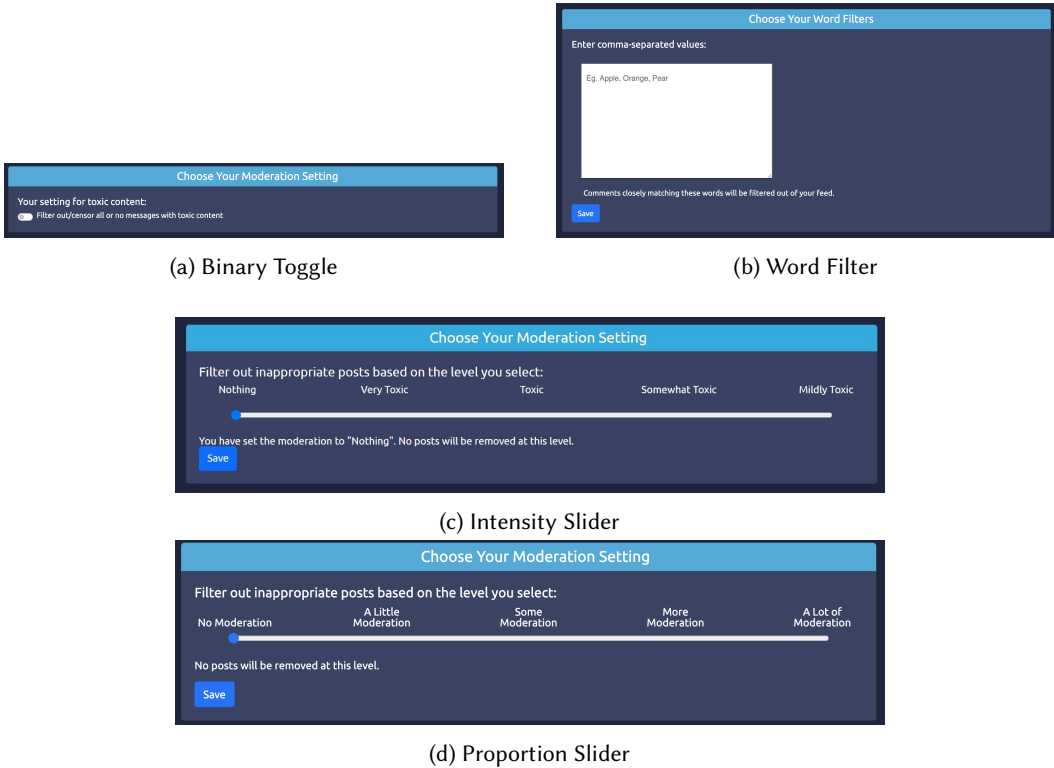 Choose Your Moderation Setting
Your setting for toxic content:
Filter out/censor all or no messages with toxic content
(a) Binary Toggle
Choose Your Word Filters
Enter comma-separated values:
Eg. Apple, Orange, Pear
Comments closely matching these words will be filtered out of your feed.
Save
(b) Word Filter
Choose Your Moderation Setting
Filter out inappropriate posts based on the level you select:
Nothing Very Toxic Toxic Somewhat Toxic Mildly Toxic
You have set the moderation to "Nothing". No posts will be removed at this level.
Save
(c) Intensity Slider
Choose Your Moderation Setting
Filter out inappropriate posts based on the level you select:
No Moderation A Little Moderation Some Moderation More Moderation A Lot of Moderation
No posts will be removed at this level.
Save
(d) Proportion Slider